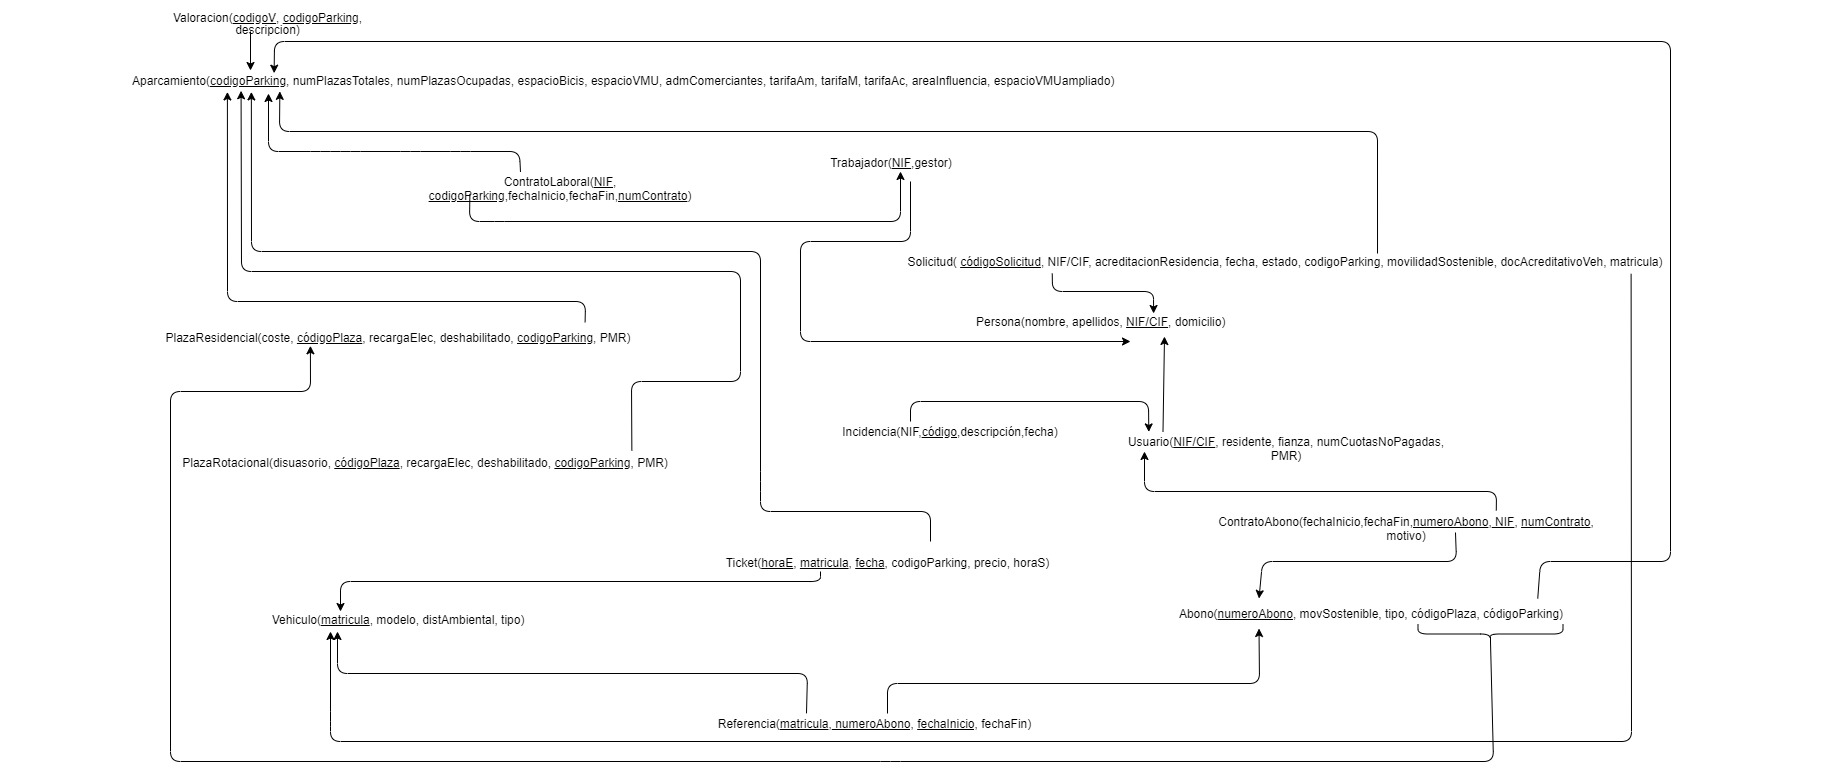 Valoracion(codigoV, codigoParking,
descripcion)
Aparcamiento(codigoParking, numPlazasTotales, numPlazasOcupadas, espacioBicis, espacioVMU, admComerciantes, tarifaAm, tarifaM, tarifaAc, areaInfluencia, espacioVMUampliado)
Trabajador(NIF,gestor)
ContratoLaboral(NIF,
codigoParking,fechaInicio,fechaFin,numContrato)
Solicitud( códigoSolicitud, NIF/CIF, acreditacionResidencia, fecha, estado, codigoParking, movilidadSostenible, docAcreditativoVeh, matricula)
Persona(nombre, apellidos, NIF/CIF, domicilio)
PlazaResidencial(coste, códigoPlaza, recargaElec, deshabilitado, codigoParking, PMR)
Incidencia(NIF,código,descripción,fecha)
Usuario(NIF/CIF, residente, fianza, numCuotasNoPagadas,
PMR)
PlazaRotacional(disuasorio, códigoPlaza, recargaElec, deshabilitado, codigoParking, PMR)
ContratoAbono(fechaInicio,fechaFin,numeroAbono, NIF, numContrato,
motivo)
Ticket(horaE, matricula, fecha, codigoParking, precio, horaS)
Vehiculo(matricula, modelo, distAmbiental, tipo)
Abono(numeroAbono, movSostenible, tipo, códigoPlaza, códigoParking)
Referencia(matricula, numeroAbono, fechaInicio, fechaFin)